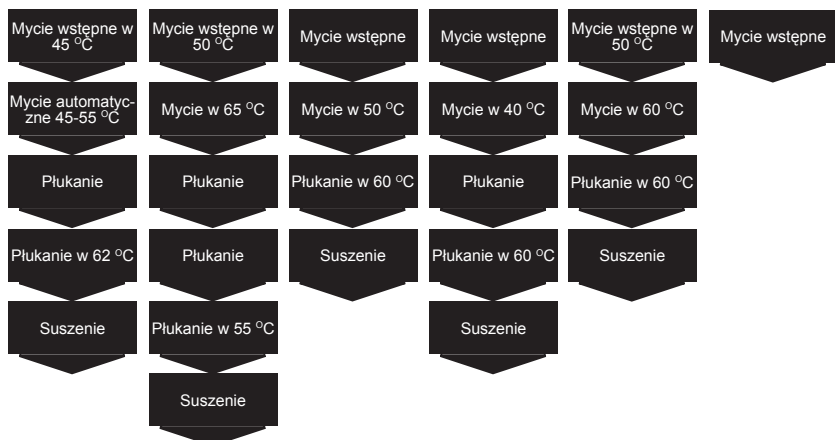 Mycie wstępne w
45 °C
Mycie automatycz-
zne 45-55 °C
Płukanie
Płukanie w 62 °C
Suszenie
Mycie wstępne w
50 °C
Mycie w 65 °C
Płukanie
Płukanie
Płukanie w 55 °C
Suszenie
Mycie wstępne
Mycie w 50 °C
Płukanie w 60 °C
Suszenie
Mycie wstępne
Mycie w 40 °C
Płukanie
Płukanie w 60 °C
Suszenie
Mycie wstępne w
50 °C
Mycie w 60 °C
Płukanie w 60 °C
Suszenie
Mycie wstępne